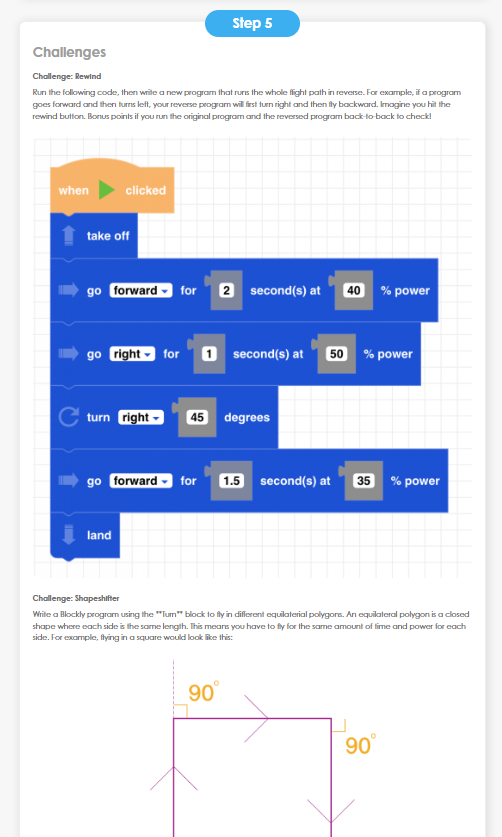 Step 5
Challenges
Challenge: Rewind
Run the following code, then write a new program that runs the whole flight path in reverse. For example, if a program
goes forward and then turns left, your reverse program will first turn right and then fly backward. Imagine you hit the
rewind button. Bonus points if you run the original program and the reversed program back-to-back to check!
when clicked
take off
go forward for 2 second(s) at 40 % power
go right for 1 second(s) at 50 % power
turn right 45 degrees
go forward for 1.5 second(s) at 35 % power
land
Challenge: Shapeshifter
Write a Blockly program using the **Turn** block to fly in different equilaterial polygons. An equilateral polygon is a closed
shape where each side is the same length. This means you have to fly for the same amount of time and power for each
side. For example, flying in a square would look like this:
90°
90°